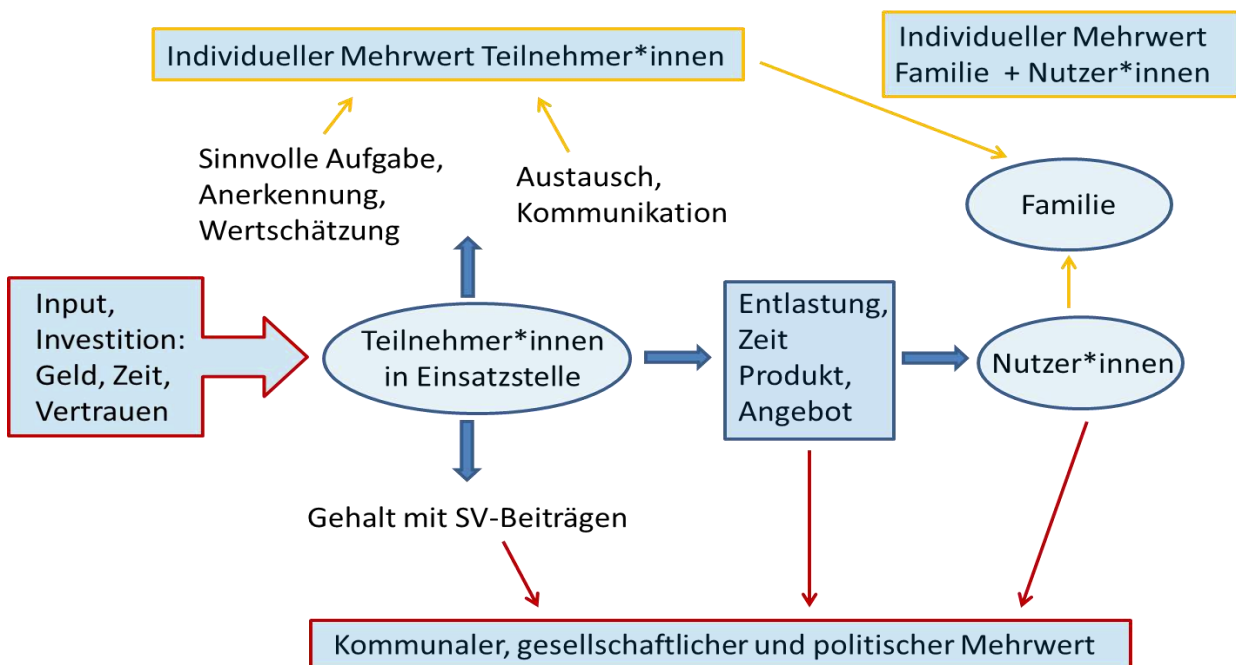 Individueller Mehrwert Teilnehmer*innen
Individueller Mehrwert
Familie + Nutzer*innen
Sinnvolle Aufgabe,
Anerkennung,
Wertschätzung
Austausch,
Kommunikation
Familie
Input,
Investition:
Geld, Zeit,
Vertrauen
Teilnehmer*innen
in Einsatzstelle
Entlastung,
Zeit
Produkt,
Angebot
Nutzer*innen
Gehalt mit SV-Beiträgen
Kommunaler, gesellschaftlicher und politischer Mehrwert